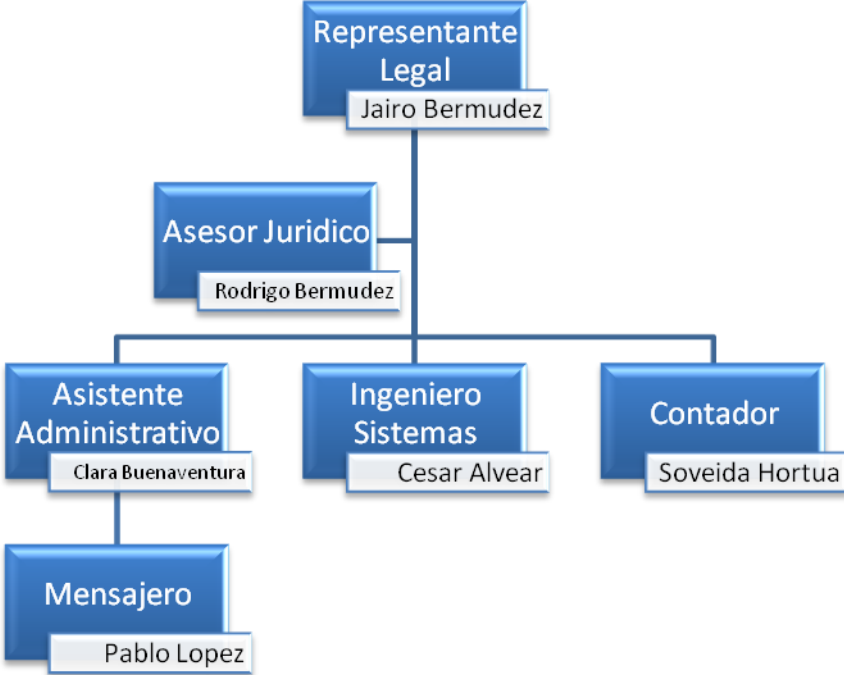 Representante
Legal
Jairo Bermudez
Asesor Juridico
Rodrigo Bermudez
Asistente
Administrativo
Clara Buenaventura
Ingeniero
Sistemas
Cesar Alvear
Contador
Soveida Hortua
Mensajero
Pablo Lopez